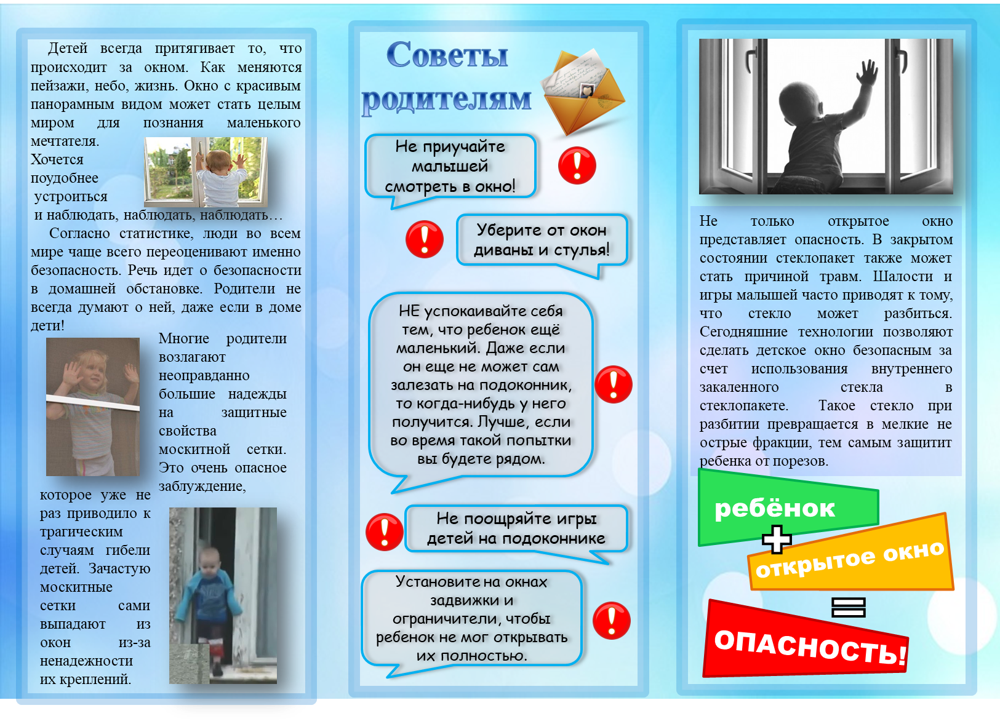 Детей всегда притягивает то, что
происходит за окном. Как меняются
пейзажи, небо, жизнь. Окно с красивым
панорамным видом может стать целым
миром для познания маленького
мечтателя.
Хочется
поудобнее
устроиться
и наблюдать, наблюдать, наблюдать…
Согласно статистике, люди во всем
мире чаще всего переоценивают именно
безопасность. Речь идет о безопасности
в домашней обстановке. Родители не
всегда думают о ней, даже если в доме
дети!
Многие родители
возлагают
неоправданно
большие надежды
на защитные
свойства
москитной сетки.
Это очень опасное
заблуждение,
которое уже не
раз приводило к
трагическим
случаям гибели
детей. Зачастую
москитные
сетки сами
выпадают из
окон из-за
ненадежности
их креплений.
Советы
родителям
Не приучайте
малышей
смотреть в окно!
Уберите от окон
диваны и стулья!
НЕ успокаивайте себя
тем, что ребенок ещё
маленький. Даже если
он еще не может сам
залезать на подоконник,
то когда-нибудь у него
получится. Лучше, если
во время такой попытки
вы будете рядом.
Не поощряйте игры
детей на подоконнике
Установите на окнах
задвижки и
ограничители, чтобы
ребенок не мог открывать
их полностью.
Не только открытое окно
представляет опасность. В закрытом
состоянии стеклопакет также может
стать причиной травм. Шалости и
игры малышей часто приводят к тому,
что стекло может разбиться.
Сегодняшние технологии позволяют
сделать детское окно безопасным за
счет использования внутреннего
закаленного стекла в
стеклопакете. Такое стекло при
разбитии превращается в мелкие не
острые фракции, тем самым защитит
ребенка от порезов.
ребёнок
+
открытое окно
=
ОПАСНОСТЬ!